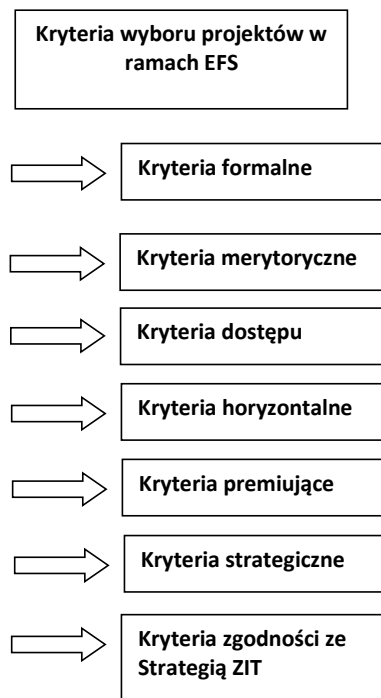 Kryteria wyboru projektów w
ramach EFS
Kryteria formalne
Kryteria merytoryczne
Kryteria dostępu
Kryteria horyzontalne
Kryteria premiujące
Kryteria strategiczne
Kryteria zgodności ze
Strategią ZIT